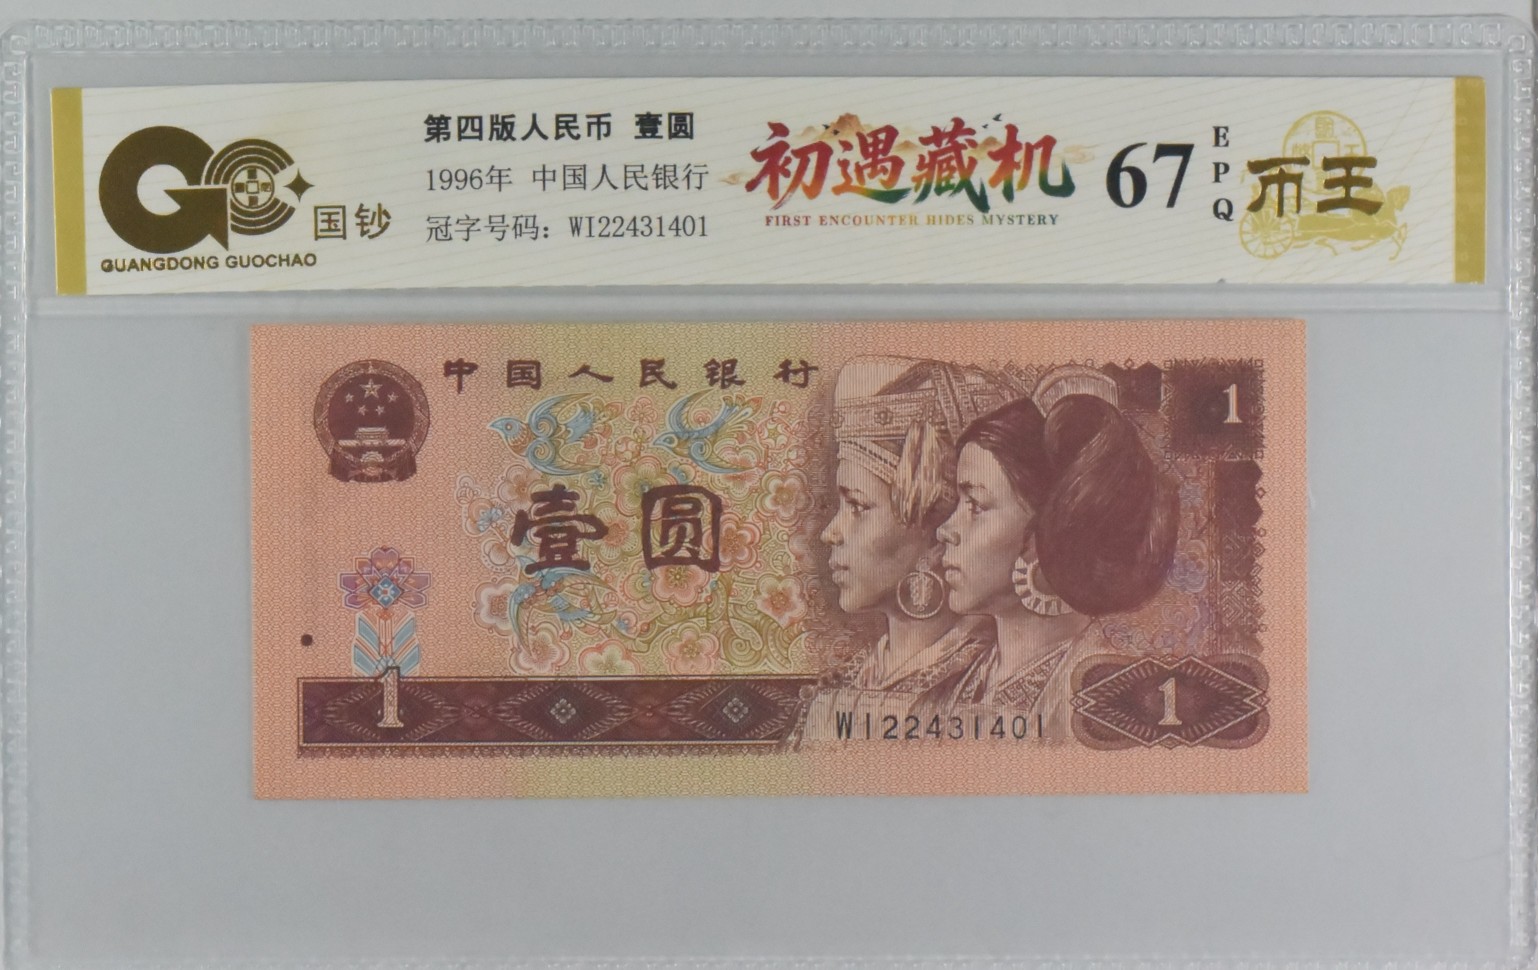 国钞
GUANGDONG GUOCHAO
第四版人民币 壹圆
1996年 中国人民银行
冠字号码：WI22431401
初遇藏机
FIRST ENCOUNTER HIDES MYSTERY
67
EPQ
币王
中国人民银行
1
壹圆
1
WI22431401
1